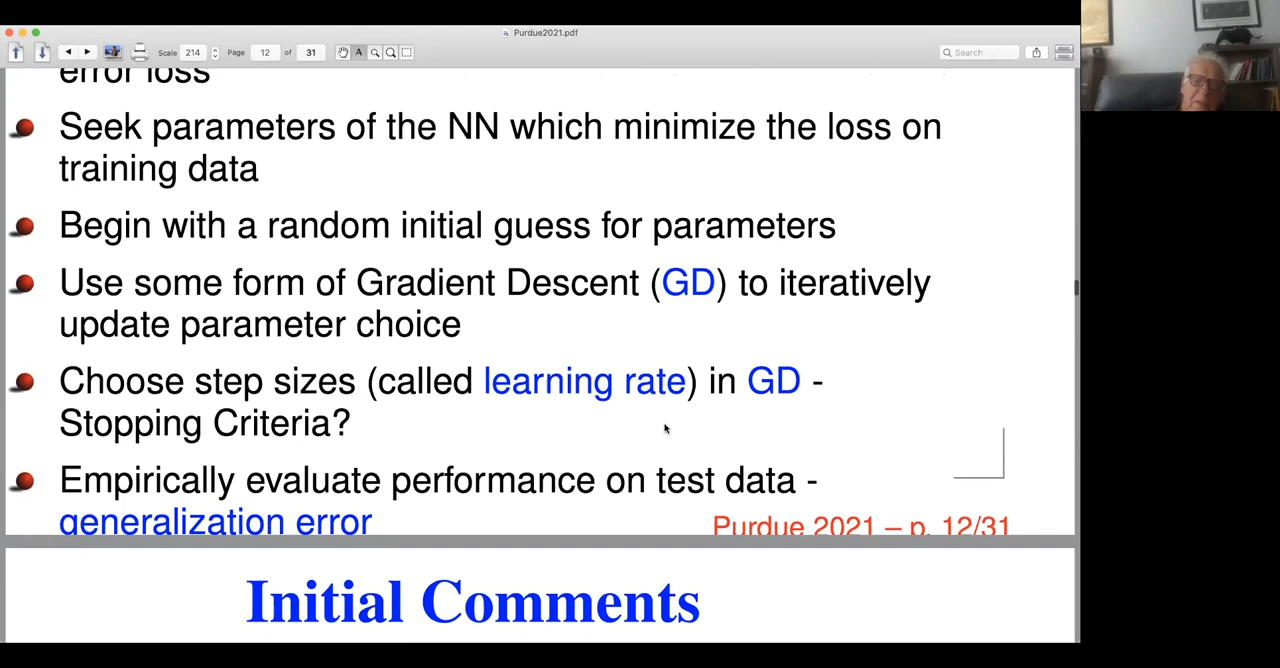 Purdue2021.pdf
Scale 214 Page 12 of 31 Search
error loss
Seek parameters of the NN which minimize the loss on
training data
Begin with a random initial guess for parameters
Use some form of Gradient Descent (GD) to iteratively
update parameter choice
Choose step sizes (called learning rate) in GD -
Stopping Criteria?
Empirically evaluate performance on test data -
generalization error
Purdue 2021 – p. 12/31
Initial Comments